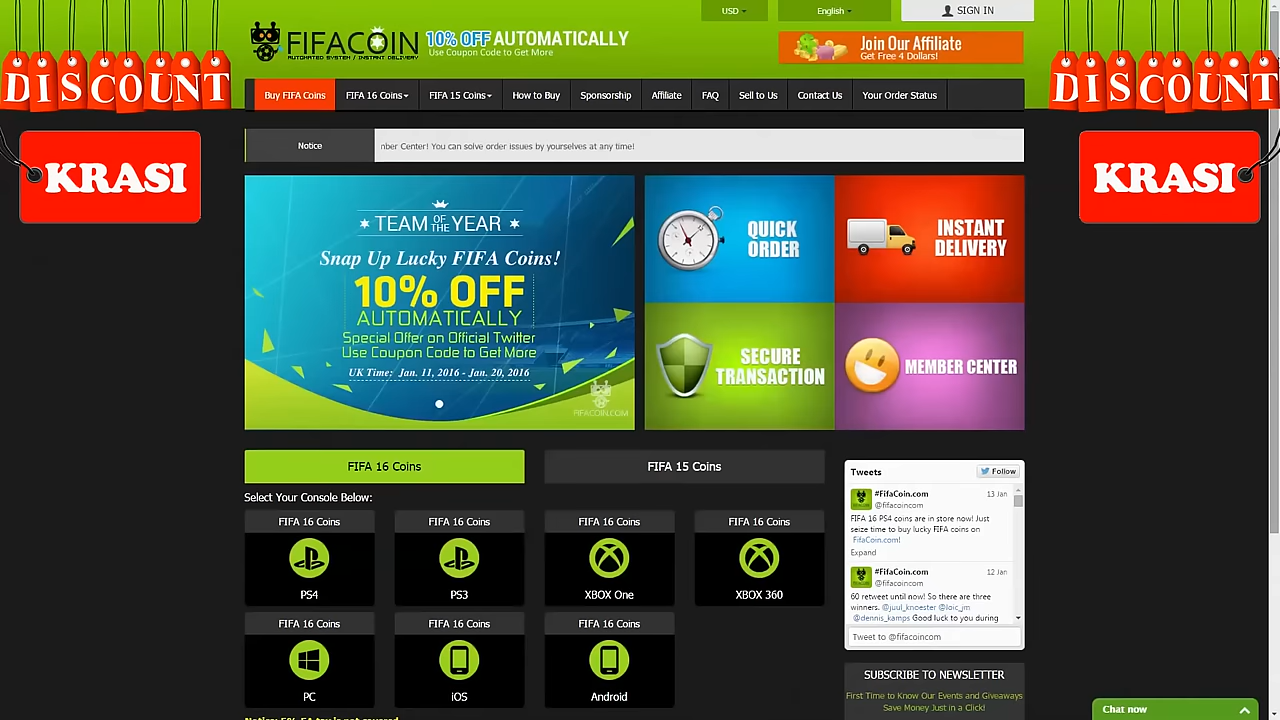 USD
English
SIGN IN
FIFACOIN
AUTOMATED SYSTEM / INSTANT DELIVERY
10% OFF AUTOMATICALLY
Use Coupon Code to Get More
Join Our Affiliate
Get Free 4 Dollars!
DISCOUNT
DISCOUNT
KRASI
KRASI
Buy FIFA Coins
FIFA 16 Coins
FIFA 15 Coins
How to Buy
Sponsorship
Affiliate
FAQ
Sell to Us
Contact Us
Your Order Status
Notice
nber Center! You can solve order issues by yourselves at any time!
TEAM OF THE YEAR
Snap Up Lucky FIFA Coins!
10% OFF
AUTOMATICALLY
Special Offer on Official Twitter
Use Coupon Code to Get More
UK Time: Jan. 11, 2016 - Jan. 20, 2016
FIFACOIN.COM
QUICK
ORDER
INSTANT
DELIVERY
SECURE
TRANSACTION
MEMBER CENTER
FIFA 16 Coins
FIFA 15 Coins
Select Your Console Below:
FIFA 16 Coins
PS4
FIFA 16 Coins
PS3
FIFA 16 Coins
XBOX One
FIFA 16 Coins
XBOX 360
FIFA 16 Coins
PC
FIFA 16 Coins
iOS
FIFA 16 Coins
Android
Notice: 5% EA tax is not covered
Tweets
Follow
#FifaCoin.com
13 Jan
@fifacoincom
FIFA 16 PS4 coins are in store now! Just
seize time to buy lucky FIFA coins on
FifaCoin.com!
Expand
#FifaCoin.com
12 Jan
@fifacoincom
60 retweet until now! So there are three
winners. @juul_knoester @loic_jm
@dennis_kamps Good luck to you during
Tweet to @fifacoincom
SUBSCRIBE TO NEWSLETTER
First Time to Know Our Events and Giveaways
Save Money Just in a Click!
Chat now